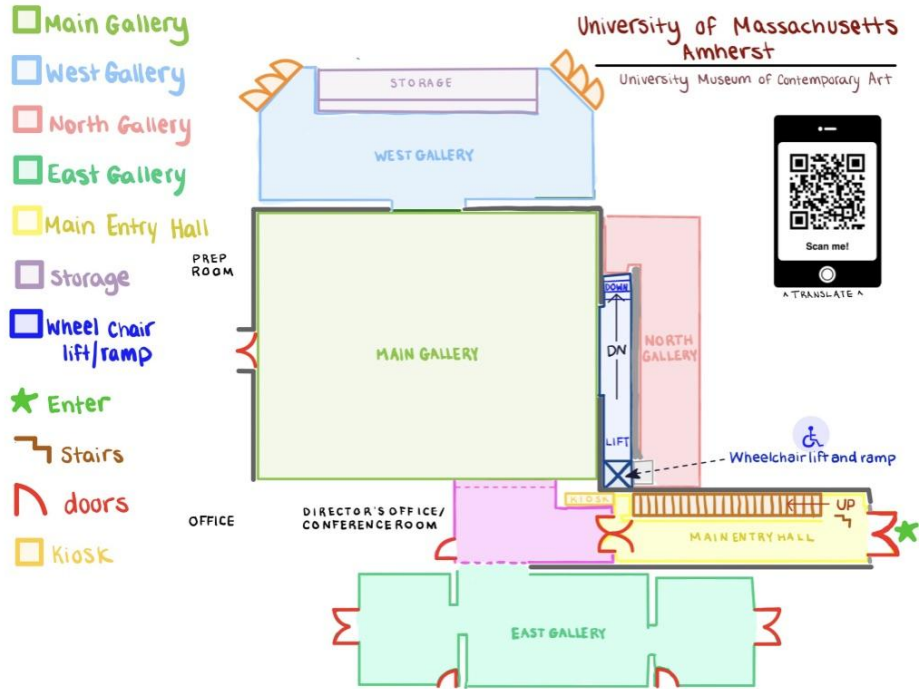 Main Gallery
West Gallery
North Gallery
East Gallery
Main Entry Hall
Storage
Wheel Chair
lift/ramp
Enter
Stairs
doors
Kiosk
University of Massachusetts
Amherst
University Museum of Contemporary Art
Scan me!
^ TRANSLATE ^
STORAGE
WEST GALLERY
PREP
ROOM
MAIN GALLERY
DOWN
DN
LIFT
NORTH
GALLERY
Wheelchair lift and ramp
OFFICE
DIRECTOR'S OFFICE/
CONFERENCE ROOM
KIOSK
UP
MAIN ENTRY HALL
EAST GALLERY